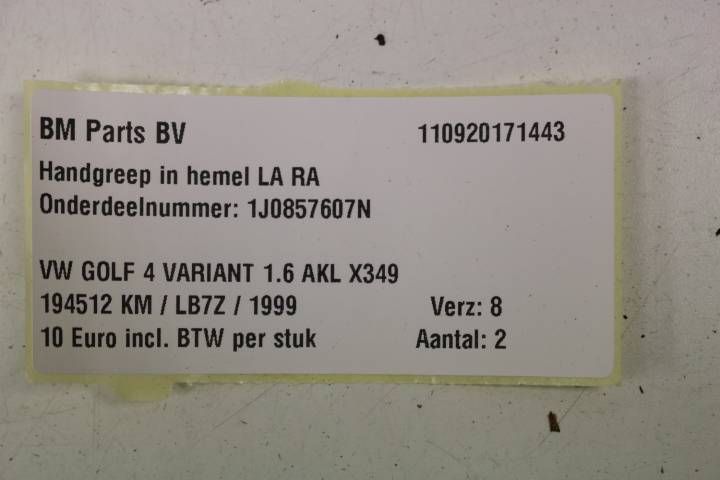 BM Parts BV 110920171443
Handgreep in hemel LA RA
Onderdeelnummer: 1J0857607N
VW GOLF 4 VARIANT 1.6 AKL X349
194512 KM / LB7Z / 1999 Verz: 8
10 Euro incl. BTW per stuk Aantal: 2